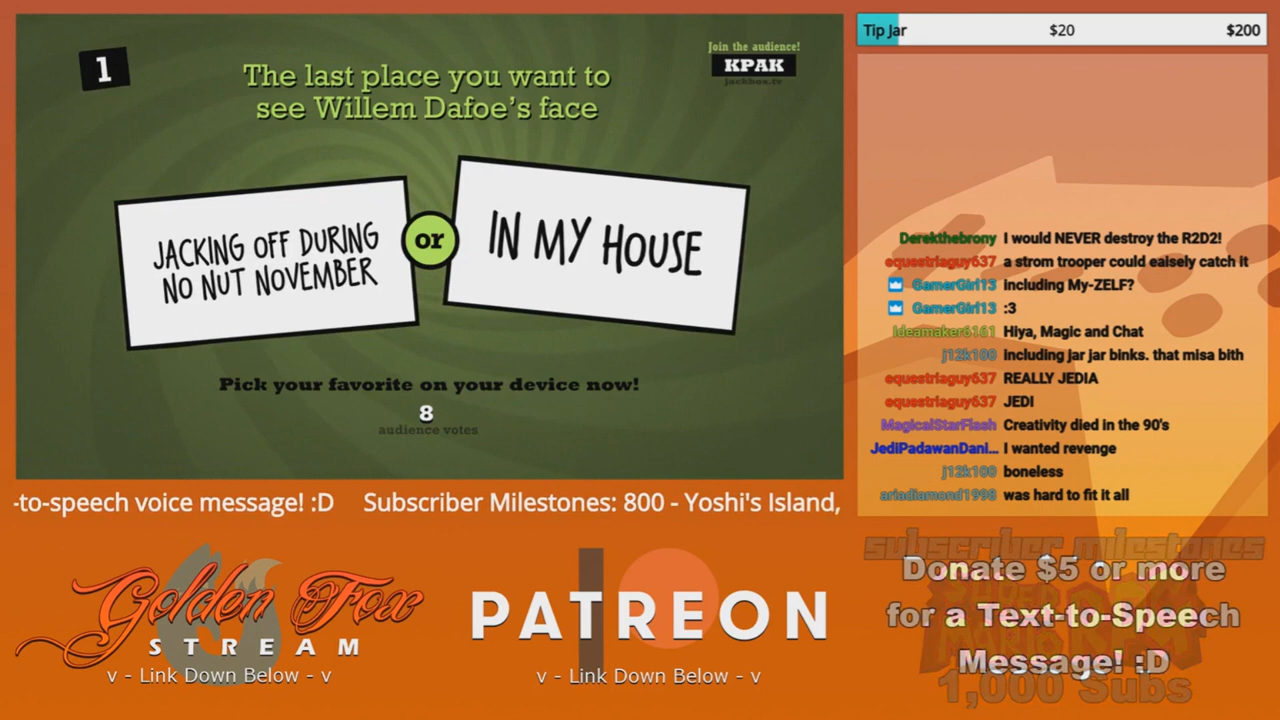 1
The last place you want to
see Willem Dafoe's face
Join the audience!
KPAK
jackbox.tv
JACKING OFF DURING
NO NUT NOVEMBER
or
IN MY HOUSE
Pick your favorite on your device now!
8
audience votes
-to-speech voice message! :D Subscriber Milestones: 800 - Yoshi's Island,
Golden Fox
STREAM
v - Link Down Below - v
PATREON
v - Link Down Below - v
Tip Jar $20 $200
Derekthebrony I would NEVER destroy the R2D2!
equestriaguy637 a strom trooper could eaisely catch it
GamerGirl13 including My-ZELF?
GamerGirl13 :3
Ideamaker6161 Hiya, Magic and Chat
j12k100 including jar jar binks. that misa bith
equestriaguy637 REALLY JEDIA
equestriaguy637 JEDI
MagicalStarFlash Creativity died in the 90's
JediPadawanDani... I wanted revenge
j12k100 boneless
ariadiamond1998 was hard to fit it all
subscriber milestones
Donate $5 or more
for a Text-to-Speech
Message! :D
1,000 Subs